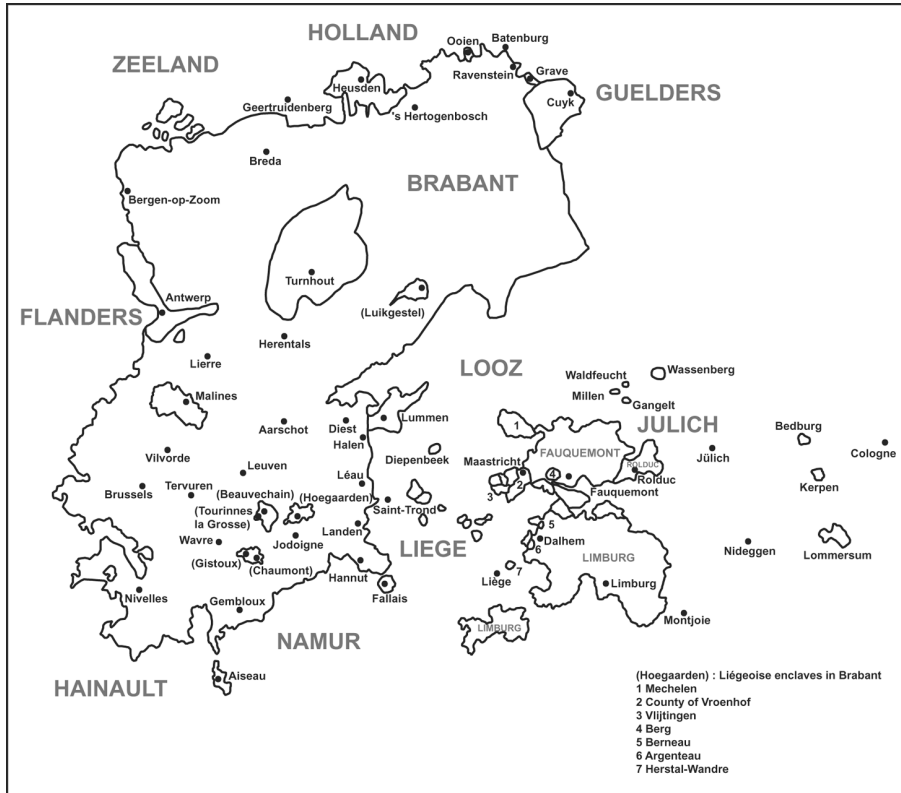 HOLLAND
ZEELAND
Ooien
Batenburg
Ravenstein
Grave
Heusden
GUELDERS
Geertruidenberg
Cuyk
's Hertogenbosch
Breda
BRABANT
Bergen-op-Zoom
Turnhout
Antwerp
(Luikgestel)
FLANDERS
Herentals
Lierre
LOOZ
Waldfeucht
Wassenberg
Millen
Malines
Gangelt
Lummen
JULICH
Aarschot
Diest
1
Bedburg
Halen
Cologne
Vilvorde
Diepenbeek
FAUQUEMONT
Jülich
Leuven
Maastricht
ROLDUC
Léau
4
Rolduc
Kerpen
Brussels
Tervuren
(Beauvechain)
(Hoegaarden)
2
Fauquemont
3
Saint-Trond
(Tourinnes
la Grosse)
Landen
5
Wavre
Jodoigne
LIEGE
Dalhem
6
Nideggen
Lommersum
(Gistoux)
(Chaumont)
Hannut
LIMBURG
7
Nivelles
Fallais
Liège
Limburg
Gembloux
Montjoie
LIMBURG
NAMUR
HAINAULT
Aiseau
(Hoegaarden) : Liégeoise enclaves in Brabant
1 Mechelen
2 County of Vroenhof
3 Vlijtingen
4 Berg
5 Berneau
6 Argenteau
7 Herstal-Wandre